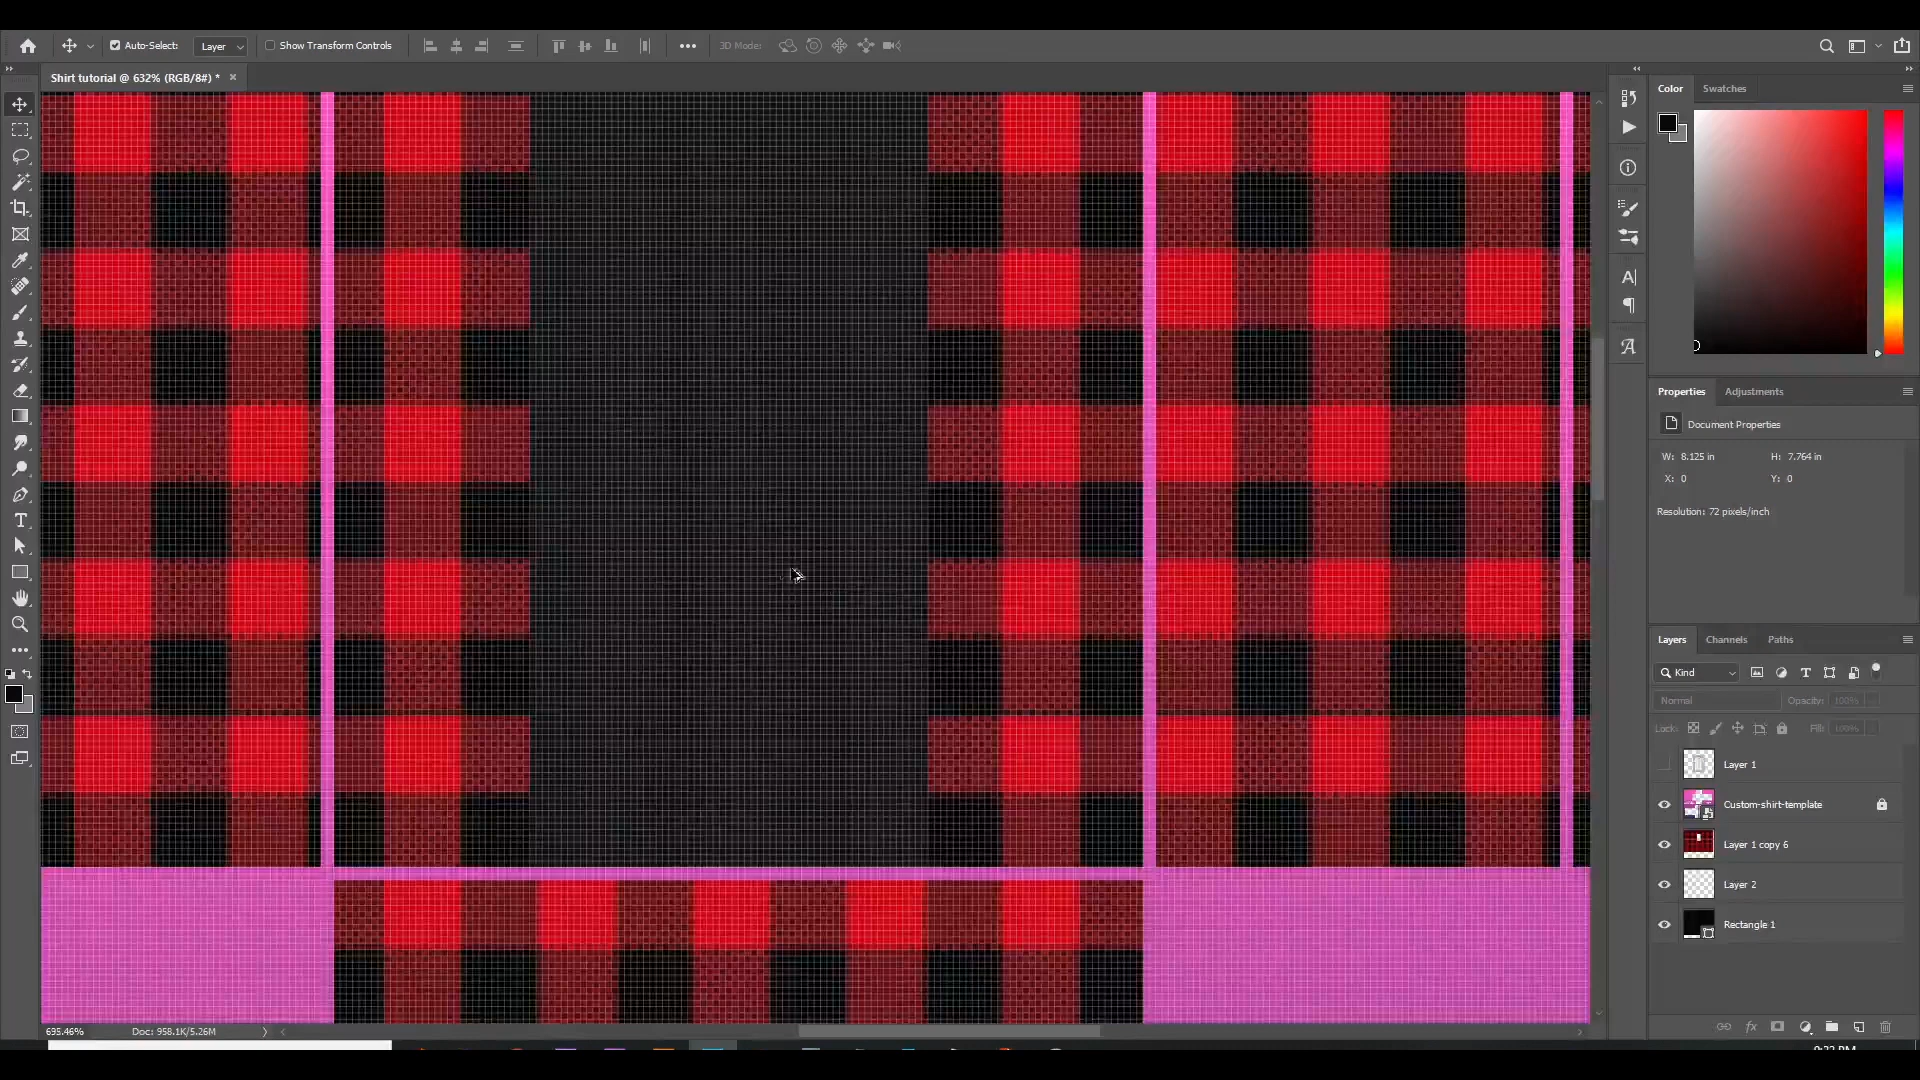 Auto-Select:
Layer
Show Transform Controls
3D Mode:
Shirt tutorial @ 632% (RGB/8#) *
Color
Swatches
Properties
Adjustments
Document Properties
W: 8.125 in
H: 7.764 in
X: 0
Y: 0
Resolution: 72 pixels/inch
Layers
Channels
Paths
Kind
Normal
Opacity:
100%
Lock:
Fill:
100%
Layer 1
Custom-shirt-template
Layer 1 copy 6
Layer 2
Rectangle 1
695.46%
Doc: 958.1K/5.26M